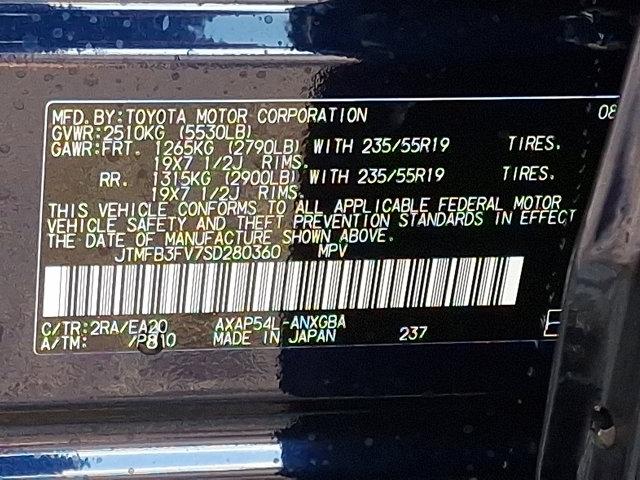 MFD.BY:TOYOTA MOTOR CORPORATION 08
GVWR:2510KG (5530LB)
GAWR:FRT. 1265KG (2790LB) WITH 235/55R19 TIRES.
19X7 1/2J RIMS.
RR. 1315KG (2900LB) WITH 235/55R19 TIRES.
19X7 1/2J RIMS.
THIS VEHICLE CONFORMS TO ALL APPLICABLE FEDERAL MOTOR
VEHICLE SAFETY AND THEFT PREVENTION STANDARDS IN EFFECT
THE DATE OF MANUFACTURE SHOWN ABOVE.
JTMFB3FV7SD280360 MPV
C/TR:2RA/EA20 AXAP54L-ANXGBA
A/TM: /P810 MADE IN JAPAN 237